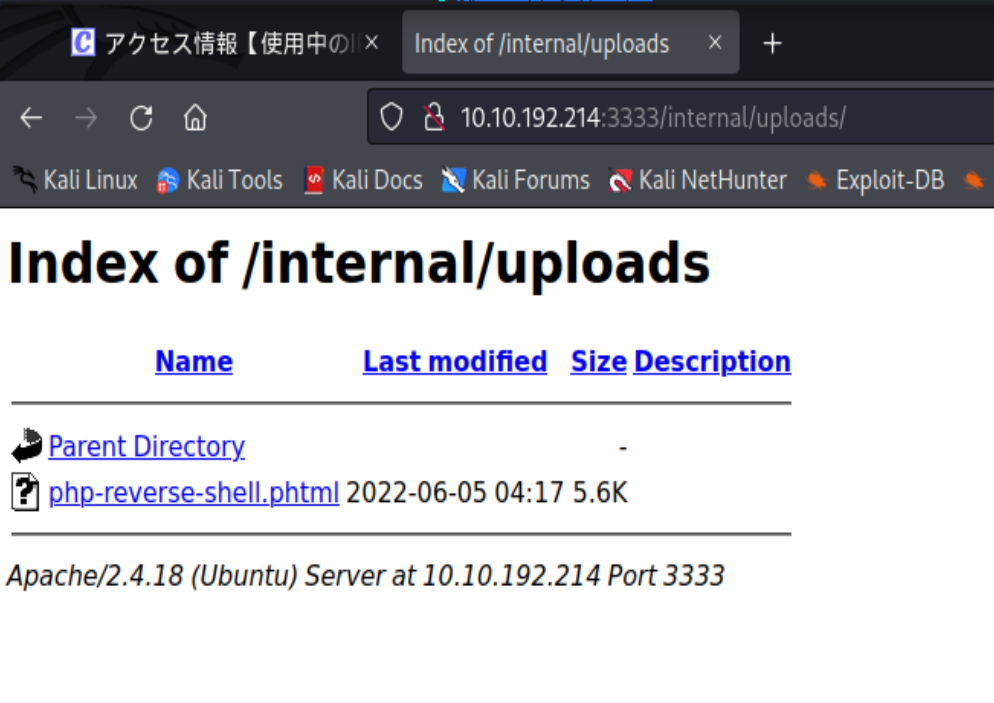 アクセス情報【使用中の
Index of /internal/uploads
10.10.192.214:3333/internal/uploads/
Kali Linux Kali Tools Kali Docs Kali Forums Kali NetHunter Exploit-DB
Index of /internal/uploads
Name Last modified Size Description
Parent Directory -
php-reverse-shell.phtml 2022-06-05 04:17 5.6K
Apache/2.4.18 (Ubuntu) Server at 10.10.192.214 Port 3333